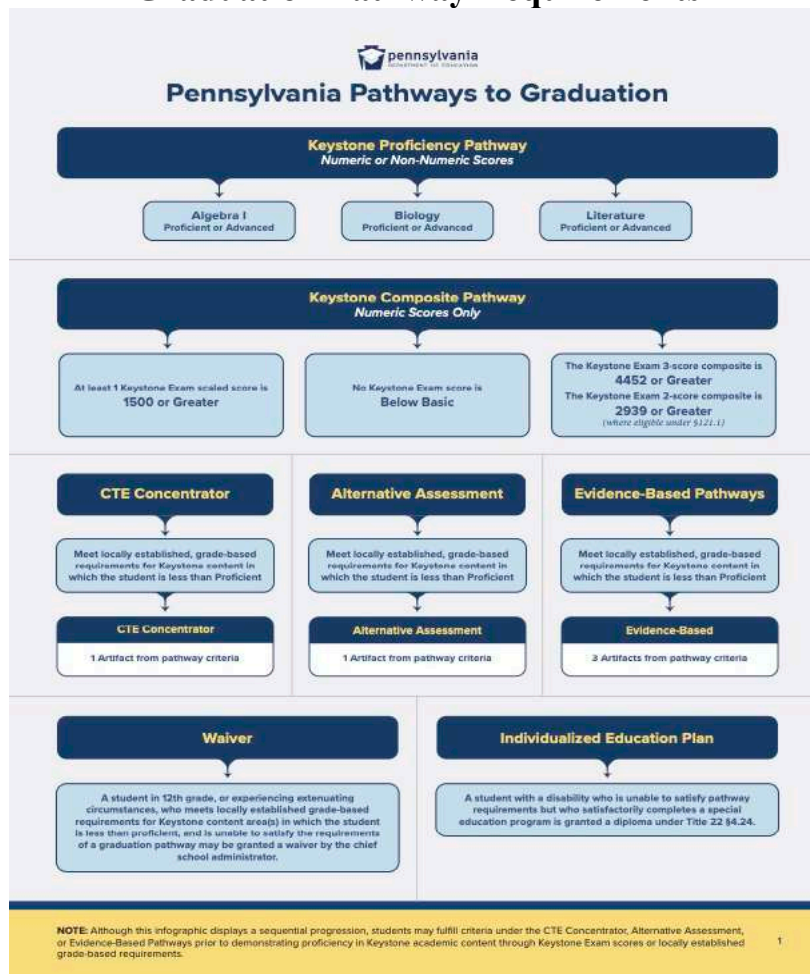 pennsylvania
DEPARTMENT OF EDUCATION
Pennsylvania Pathways to Graduation
Keystone Proficiency Pathway
Numeric or Non-Numeric Scores
Algebra I
Proficient or Advanced
Biology
Proficient or Advanced
Literature
Proficient or Advanced
Keystone Composite Pathway
Numeric Scores Only
At least 1 Keystone Exam scaled score is
1500 or Greater
No Keystone Exam score is
Below Basic
The Keystone Exam 3-score composite is
4452 or Greater
The Keystone Exam 2-score composite is
2939 or Greater
(where eligible under §121.1)
CTE Concentrator
Meet locally established, grade-based
requirements for Keystone content in
which the student is less than Proficient
CTE Concentrator
1 Artifact from pathway criteria
Alternative Assessment
Meet locally established, grade-based
requirements for Keystone content in
which the student is less than Proficient
Alternative Assessment
1 Artifact from pathway criteria
Evidence-Based Pathways
Meet locally established, grade-based
requirements for Keystone content in
which the student is less than Proficient
Evidence-Based
3 Artifacts from pathway criteria
Waiver
A student in 12th grade, or experiencing extenuating
circumstances, who meets locally established grade-based
requirements for Keystone content area(s) in which the student
is less than proficient, and is unable to satisfy the requirements
of a graduation pathway may be granted a waiver by the chief
school administrator.
Individualized Education Plan
A student with a disability who is unable to satisfy pathway
requirements but who satisfactorily completes a special
education program is granted a diploma under Title 22 §4.24.
NOTE: Although this infographic displays a sequential progression, students may fulfill criteria under the CTE Concentrator, Alternative Assessment,
or Evidence-Based Pathways prior to demonstrating proficiency in Keystone academic content through Keystone Exam scores or locally established
grade-based requirements.
1